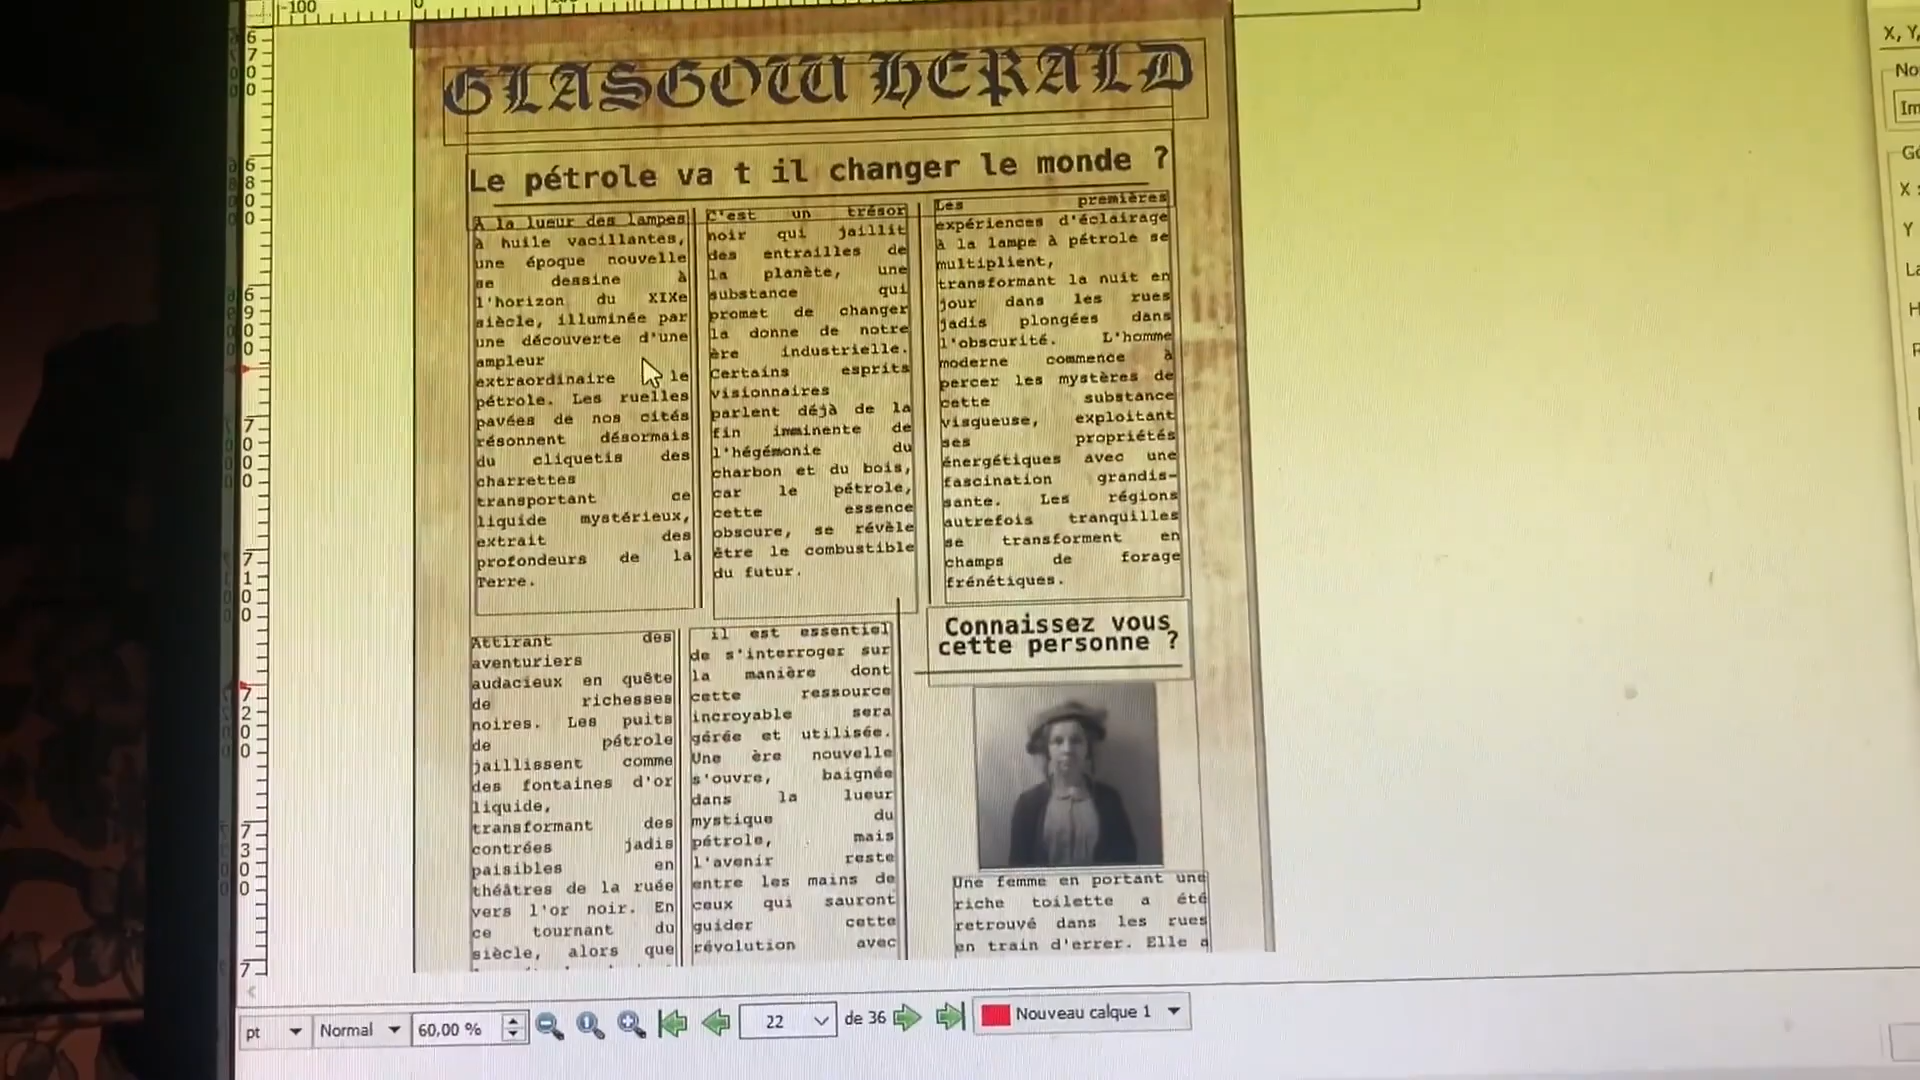 -100
0
GLASGOW HERALD
Le pétrole va t il changer le monde ?
A la lueur des lampes
à huile vacillantes,
une époque nouvelle
se dessine à
l'horizon du XIXe
siècle, illuminée par
une découverte d'une
ampleur
extraordinaire le
pétrole. Les ruelles
pavées de nos cités
résonnent désormais
du cliquetis des
charrettes
transportant ce
liquide mystérieux,
extrait des
profondeurs de la
Terre.
C'est un trésor
noir qui jaillit
des entrailles de
la planète, une
substance qui
promet de changer
la donne de notre
ère industrielle.
Certains esprits
visionnaires
parlent déjà de la
fin imminente de
l'hégémonie du
charbon et du bois,
car le pétrole,
cette essence
obscure, se révèle
être le combustible
du futur.
Les premières
expériences d'éclairage
à la lampe à pétrole se
multiplient,
transformant la nuit en
jour dans les rues
jadis plongées dans
l'obscurité. L'homme
moderne commence à
percer les mystères de
cette substance
visqueuse, exploitant
ses propriétés
énergétiques avec une
fascination grandis-
sante. Les régions
autrefois tranquilles
se transforment en
champs de forage
frénétiques.
Attirant des
aventuriers
audacieux en quête
de richesses
noires. Les puits
de pétrole
jaillissent comme
des fontaines d'or
liquide,
transformant des
contrées jadis
paisibles en
théâtres de la ruée
vers l'or noir. En
ce tournant du
siècle, alors que
il est essentiel
de s'interroger sur
la manière dont
cette ressource
incroyable sera
gérée et utilisée.
Une ère nouvelle
s'ouvre, baignée
dans la lueur
mystique du
pétrole, mais
l'avenir reste
entre les mains de
ceux qui sauront
guider cette
révolution avec
Connaissez vous
cette personne ?
Une femme en portant une
riche toilette a été
retrouvé dans les rues
en train d'errer. Elle a
pt Normal 60,00 % 22 de 36 Nouveau calque 1
X, Y,
No
Im
Gé
X :
Y
La
H